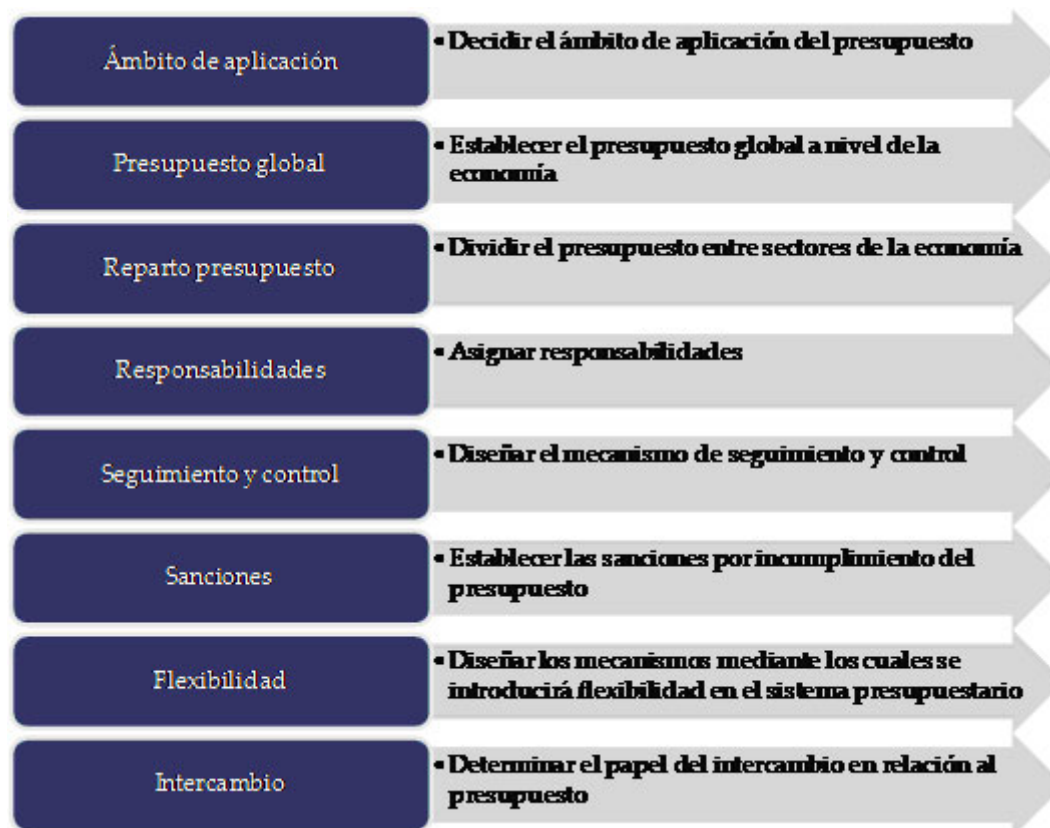 Ámbito de aplicación
• Decidir el ámbito de aplicación del presupuesto
Presupuesto global
• Establecer el presupuesto global a nivel de la
economía
Reparto presupuesto
• Dividir el presupuesto entre sectores de la economía
Responsabilidades
• Asignar responsabilidades
Seguimiento y control
• Diseñar el mecanismo de seguimiento y control
Sanciones
• Establecer las sanciones por incumplimiento del
presupuesto
Flexibilidad
• Diseñar los mecanismos mediante los cuales se
introducirá flexibilidad en el sistema presupuestario
Intercambio
• Determinar el papel del intercambio en relación al
presupuesto